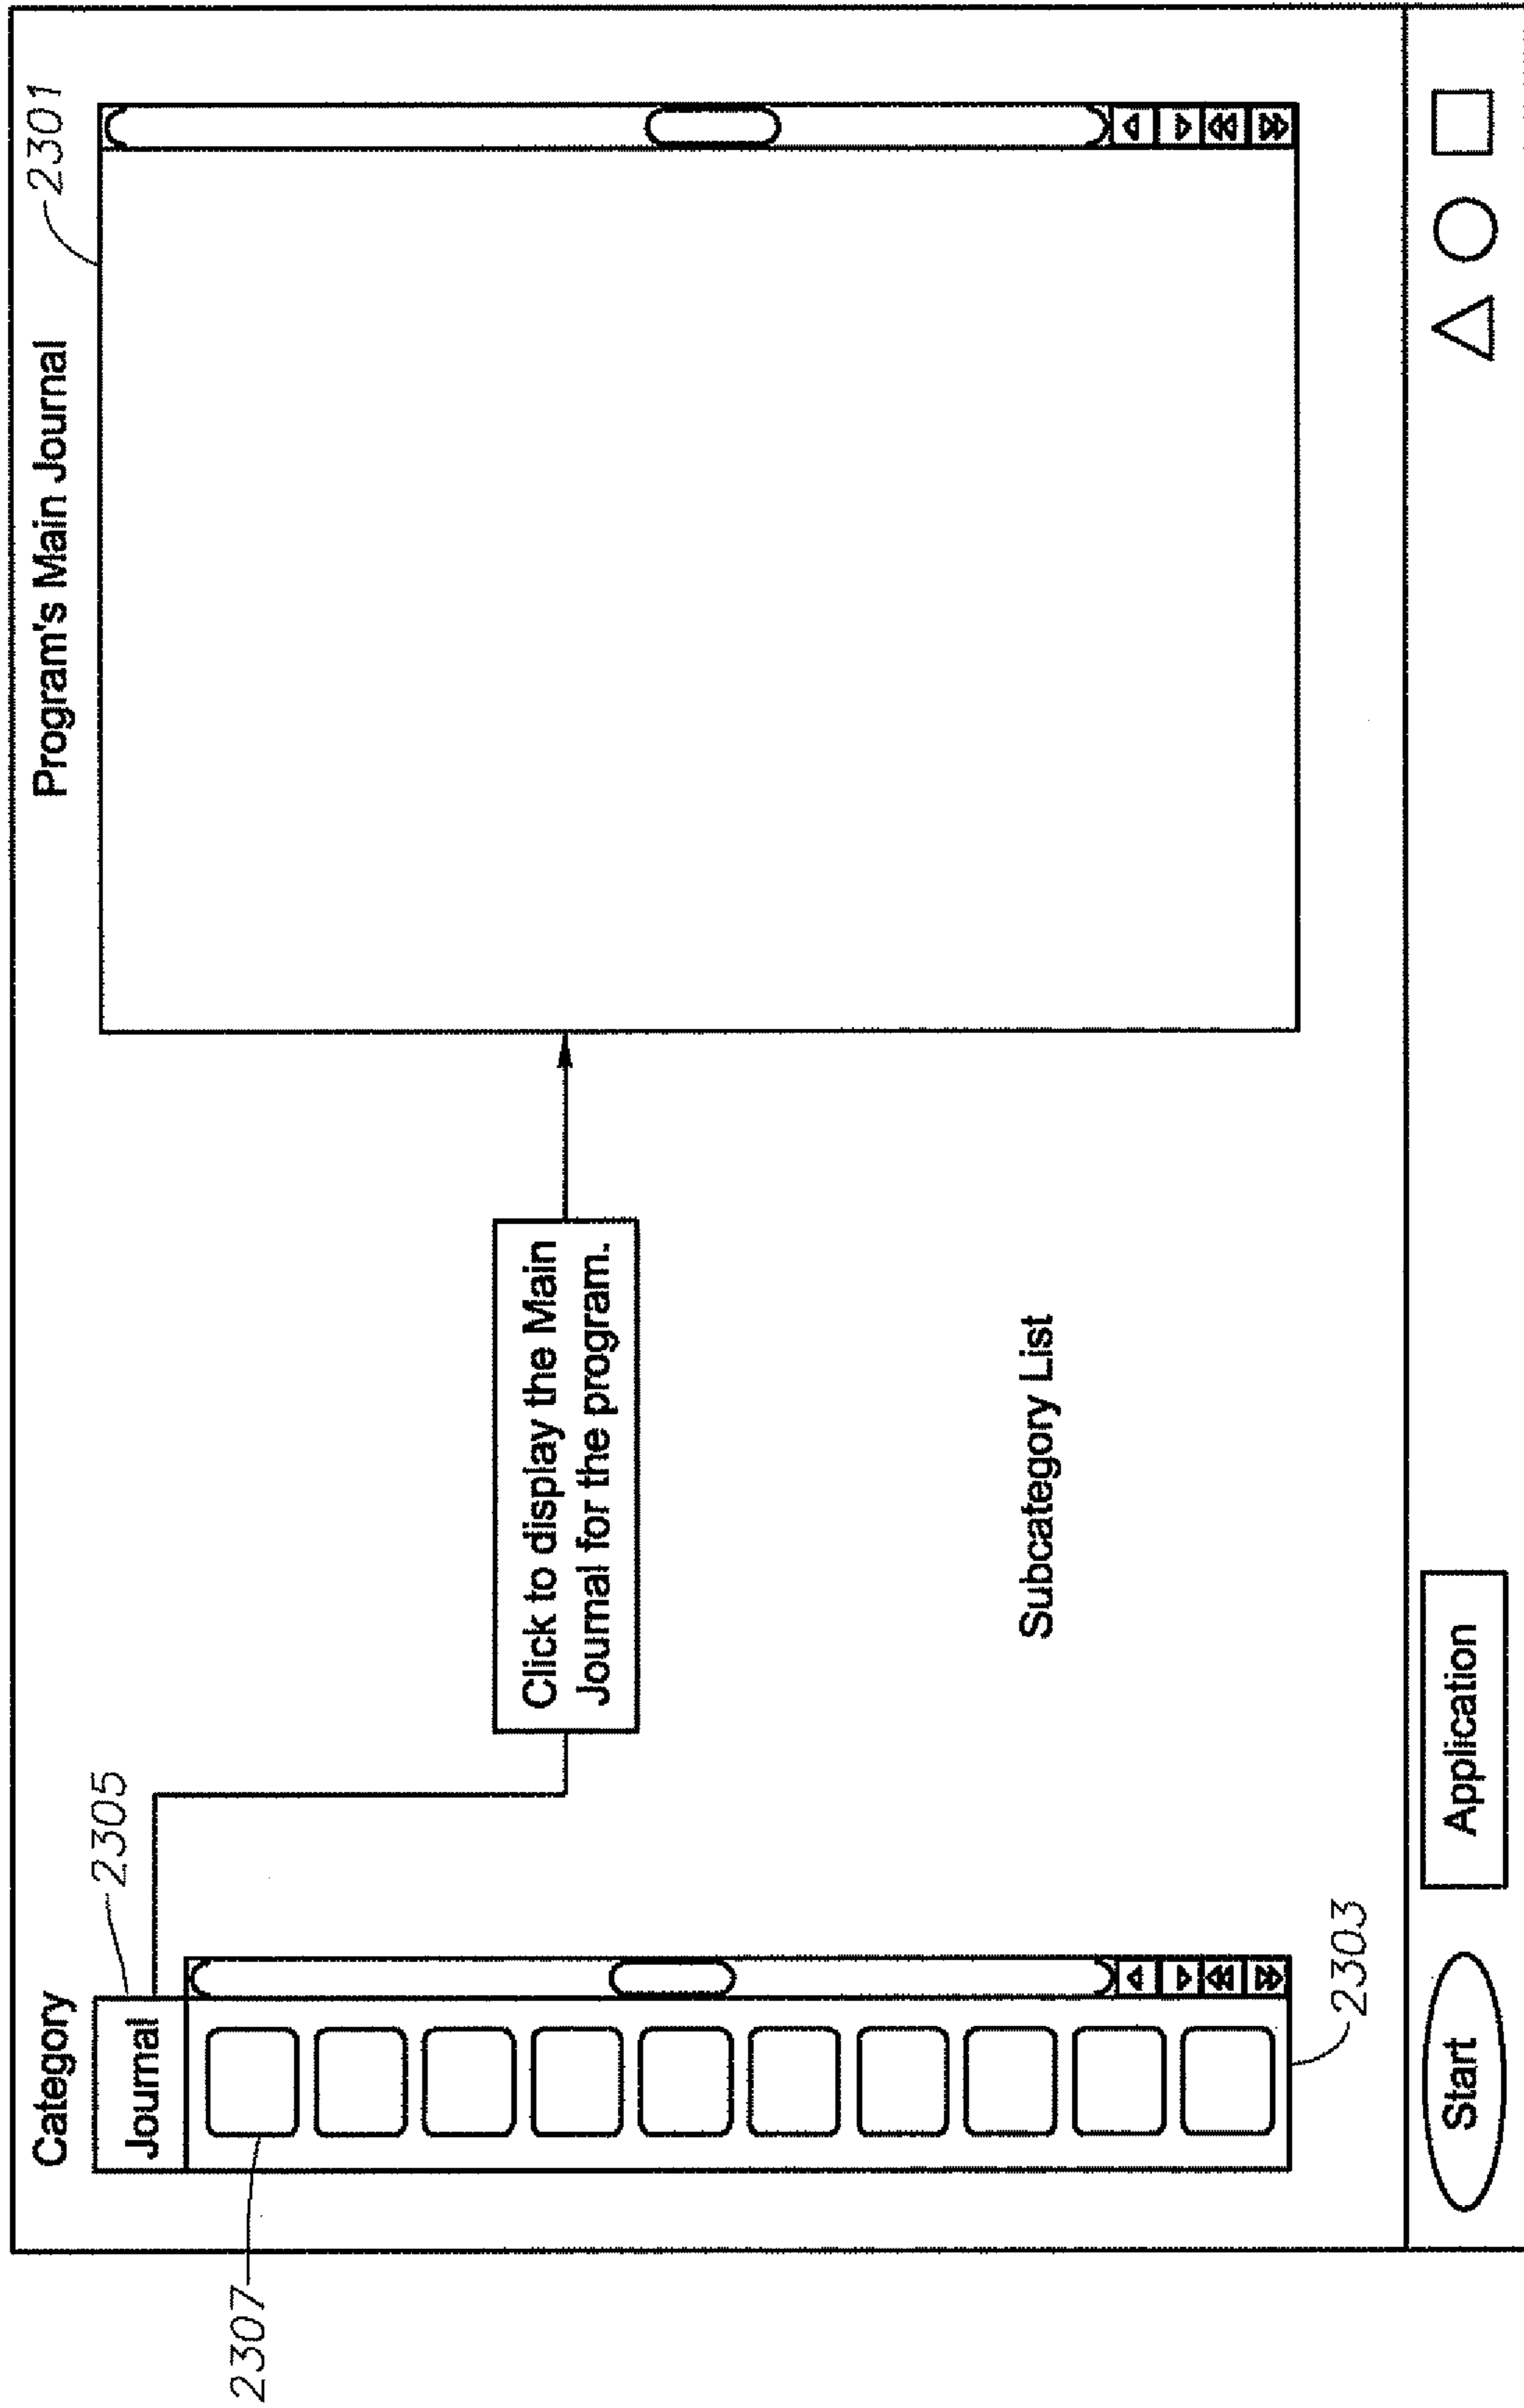 Category
Program's Main Journal
2301
2305
Journal
2307
Click to display the Main
Journal for the program.
Subcategory List
2303
Start
Application